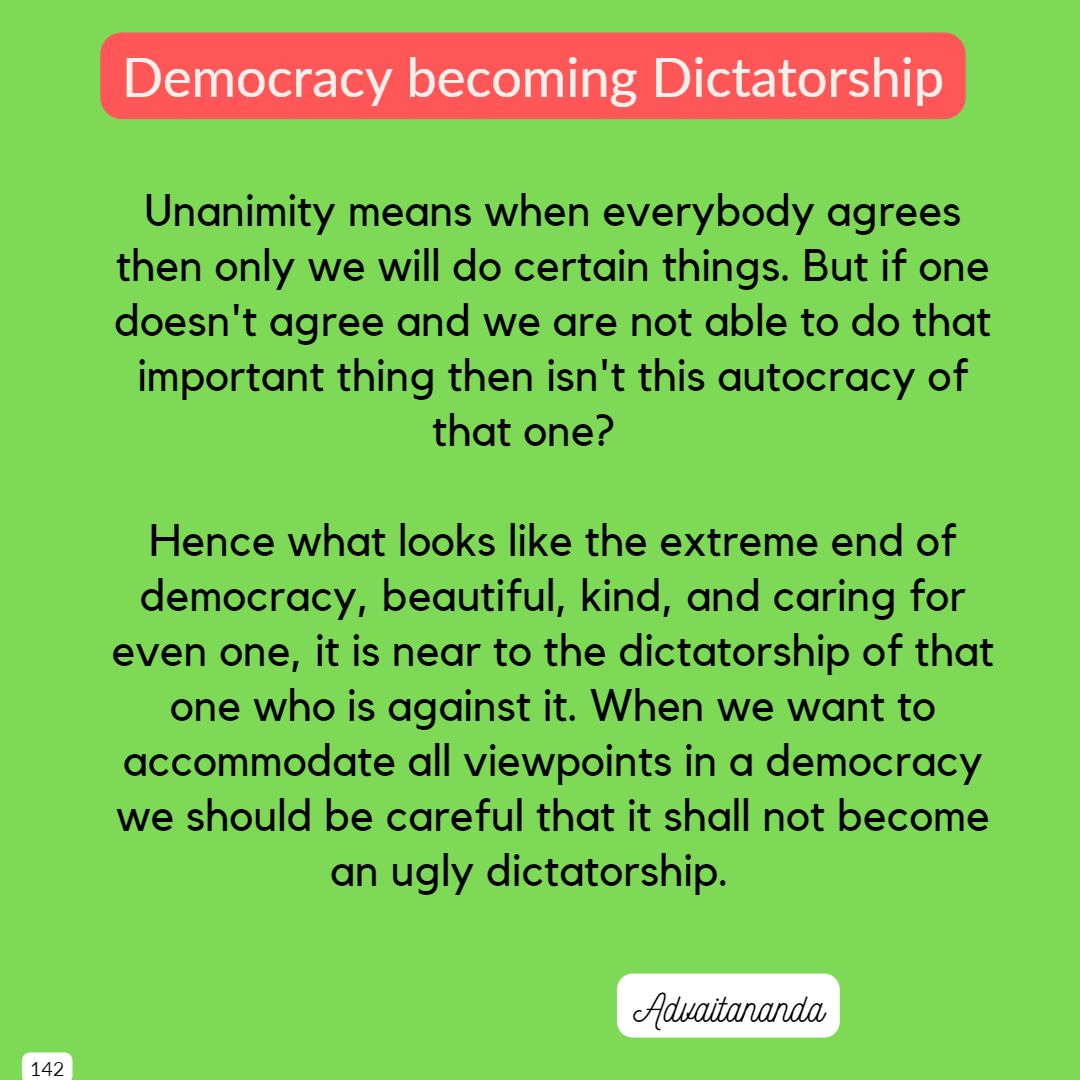 Democracy becoming Dictatorship
Unanimity means when everybody agrees
then only we will do certain things. But if one
doesn't agree and we are not able to do that
important thing then isn't this autocracy of
that one?
Hence what looks like the extreme end of
democracy, beautiful, kind, and caring for
even one, it is near to the dictatorship of that
one who is against it. When we want to
accommodate all viewpoints in a democracy
we should be careful that it shall not become
an ugly dictatorship.
Advaitananda
142